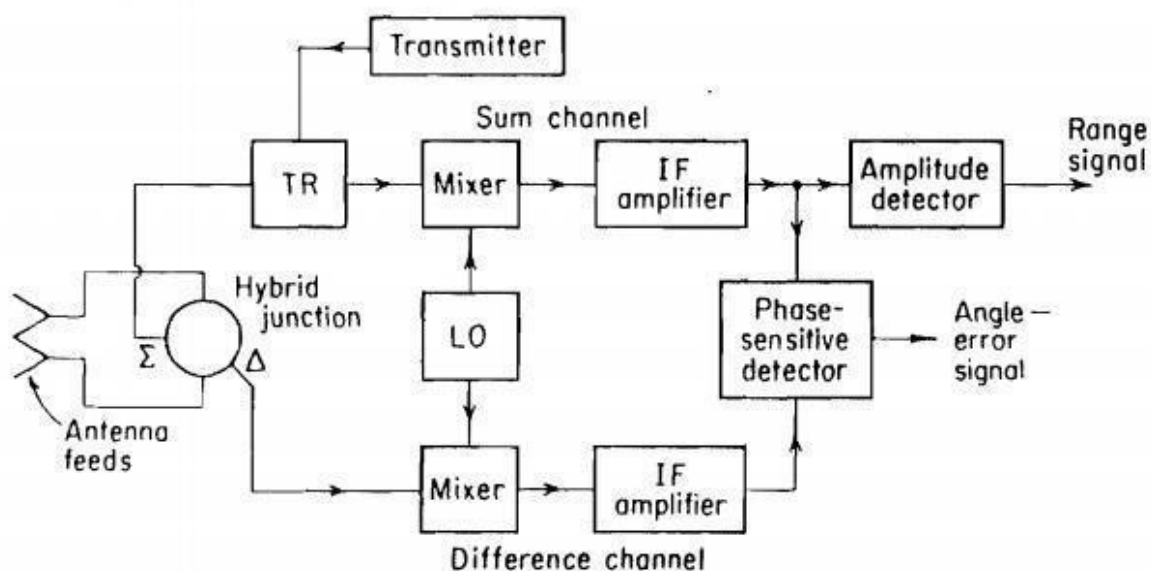 Transmitter
Sum channel
Range
signal
TR
Mixer
IF
amplifier
Amplitude
detector
Hybrid
junction
Σ
Δ
LO
Phase-
sensitive
detector
Angle—
error
signal
Antenna
feeds
Mixer
IF
amplifier
Difference channel